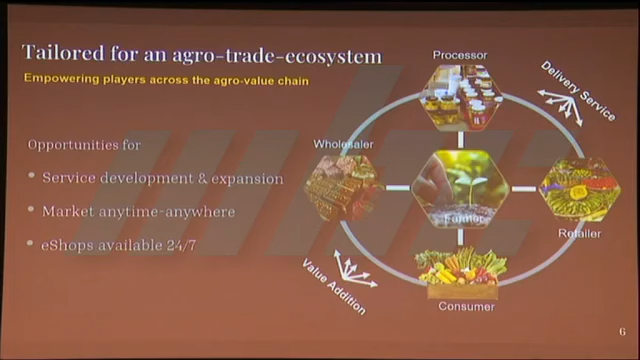 Tailored for an agro-trade-ecosystem
Empowering players across the agro-value chain
Opportunities for
• Service development & expansion
• Market anytime-anywhere
• eShops available 24/7
Processor
Delivery Service
Wholesaler
Farmer
Retailer
Value Addition
Consumer
6